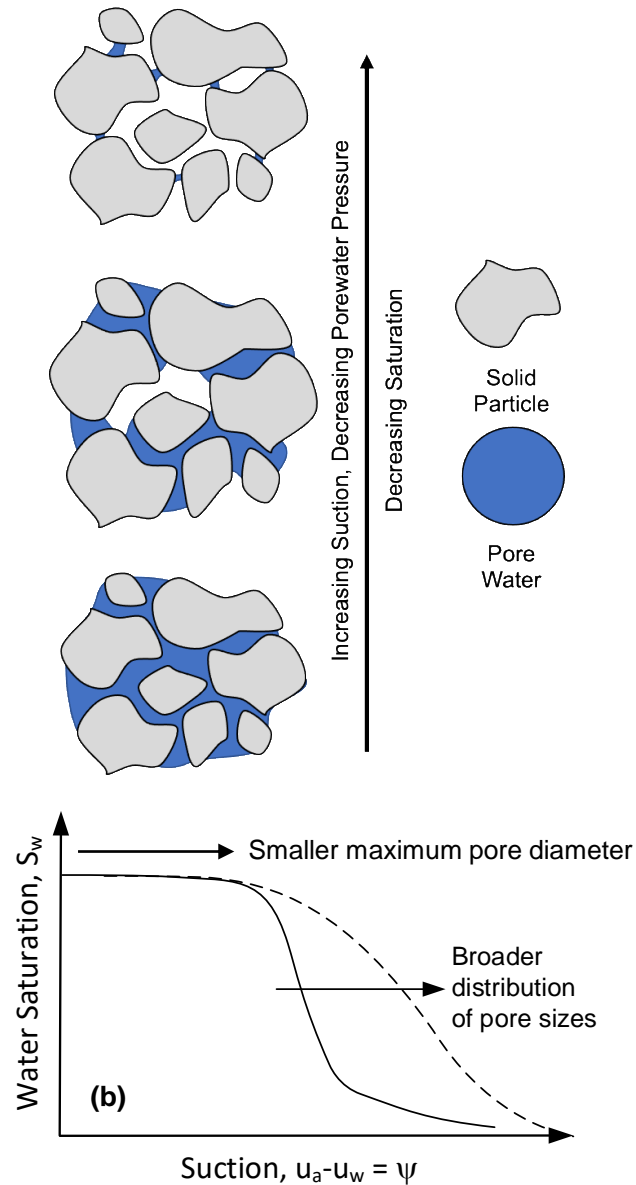 Increasing Suction, Decreasing Porewater Pressure
Decreasing Saturation
Solid
Particle
Pore
Water
Water Saturation, Sw
Smaller maximum pore diameter
Broader
distribution
of pore sizes
(b)
Suction, ua-uw = ψ